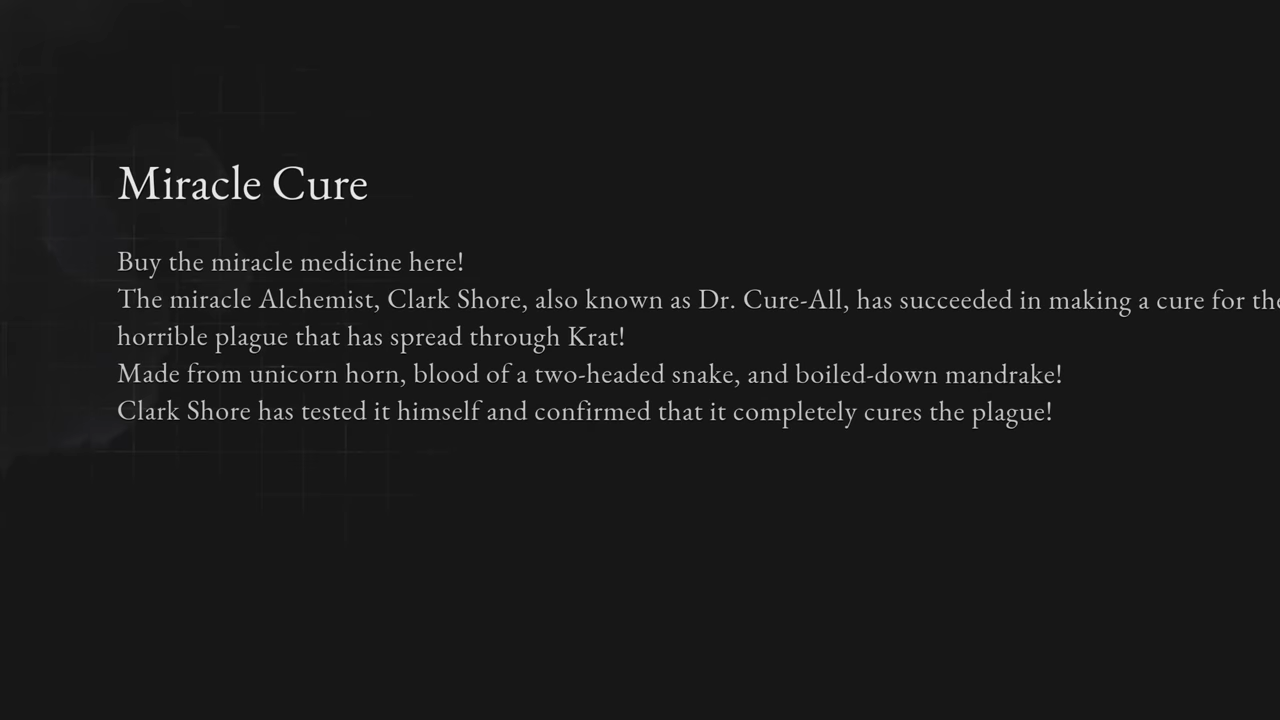 Miracle Cure
Buy the miracle medicine here!
The miracle Alchemist, Clark Shore, also known as Dr. Cure-All, has succeeded in making a cure for the
horrible plague that has spread through Krat!
Made from unicorn horn, blood of a two-headed snake, and boiled-down mandrake!
Clark Shore has tested it himself and confirmed that it completely cures the plague!